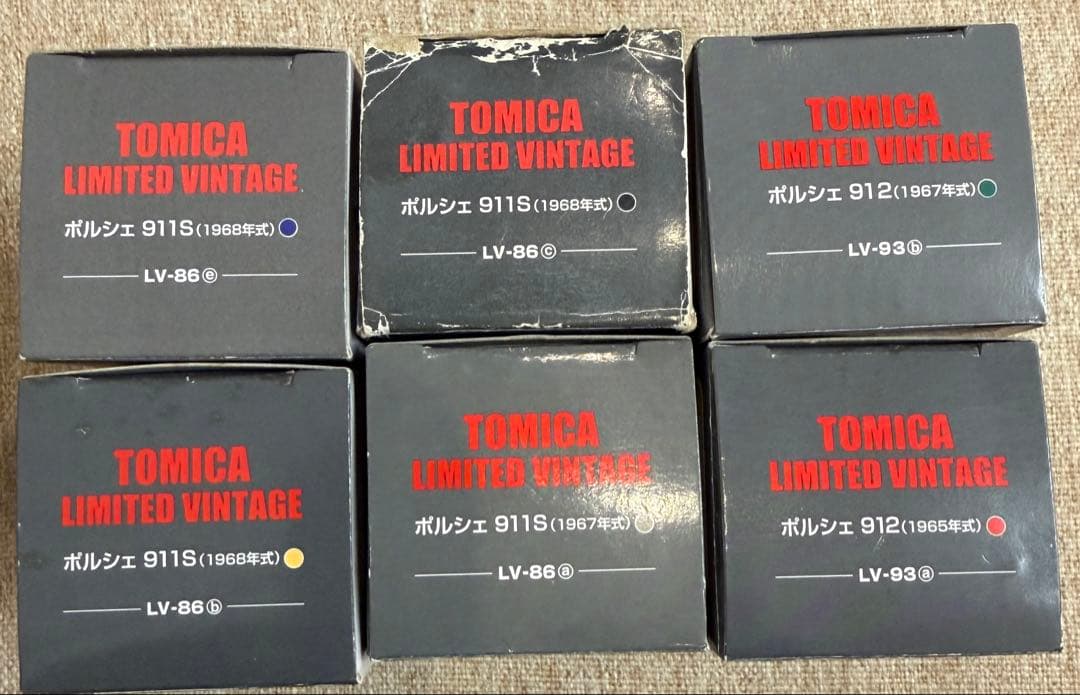 TOMICA
LIMITED VINTAGE
ポルシェ 911S(1968年式)
LV-86ⓔ
TOMICA
LIMITED VINTAGE
ポルシェ 911S(1968年式)
LV-86ⓒ
TOMICA
LIMITED VINTAGE
ポルシェ 912(1967年式)
LV-93ⓑ
TOMICA
LIMITED VINTAGE
ポルシェ 911S(1968年式)
LV-86ⓑ
TOMICA
LIMITED VINTAGE
ポルシェ 911S(1967年式)
LV-86ⓐ
TOMICA
LIMITED VINTAGE
ポルシェ 912(1965年式)
LV-93ⓐ